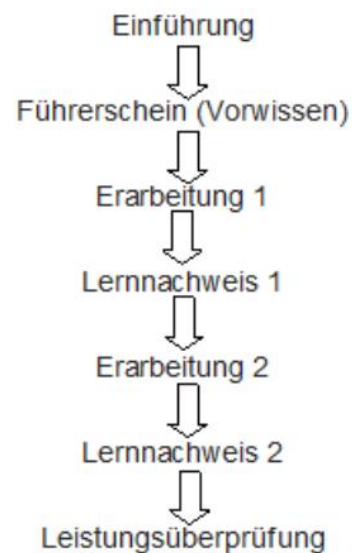 Einführung
Führerschein (Vorwissen)
Erarbeitung 1
Lernnachweis 1
Erarbeitung 2
Lernnachweis 2
Leistungsüberprüfung